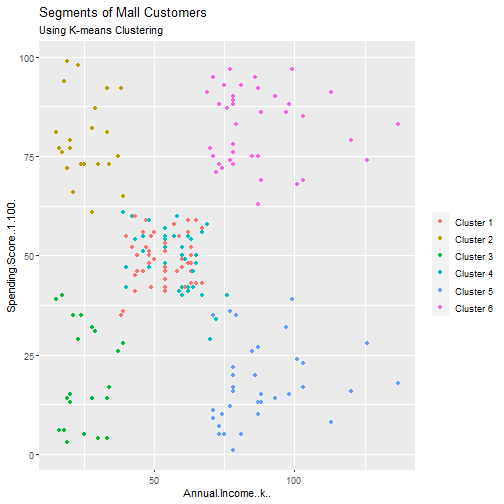 Segments of Mall Customers
Using K-means Clustering
100
75
50
25
0
Spending.Score..1.100.
50
100
Annual.Income..k..
Cluster 1
Cluster 2
Cluster 3
Cluster 4
Cluster 5
Cluster 6